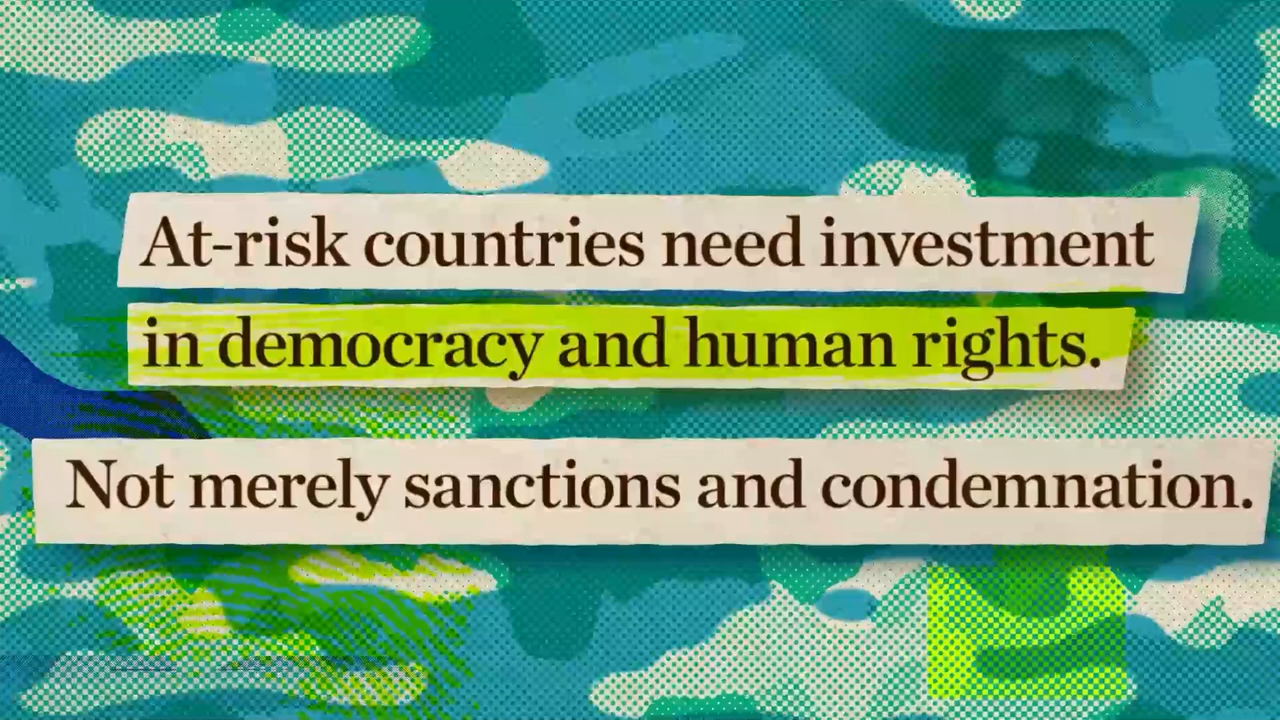 At-risk countries need investment
in democracy and human rights.
Not merely sanctions and condemnation.